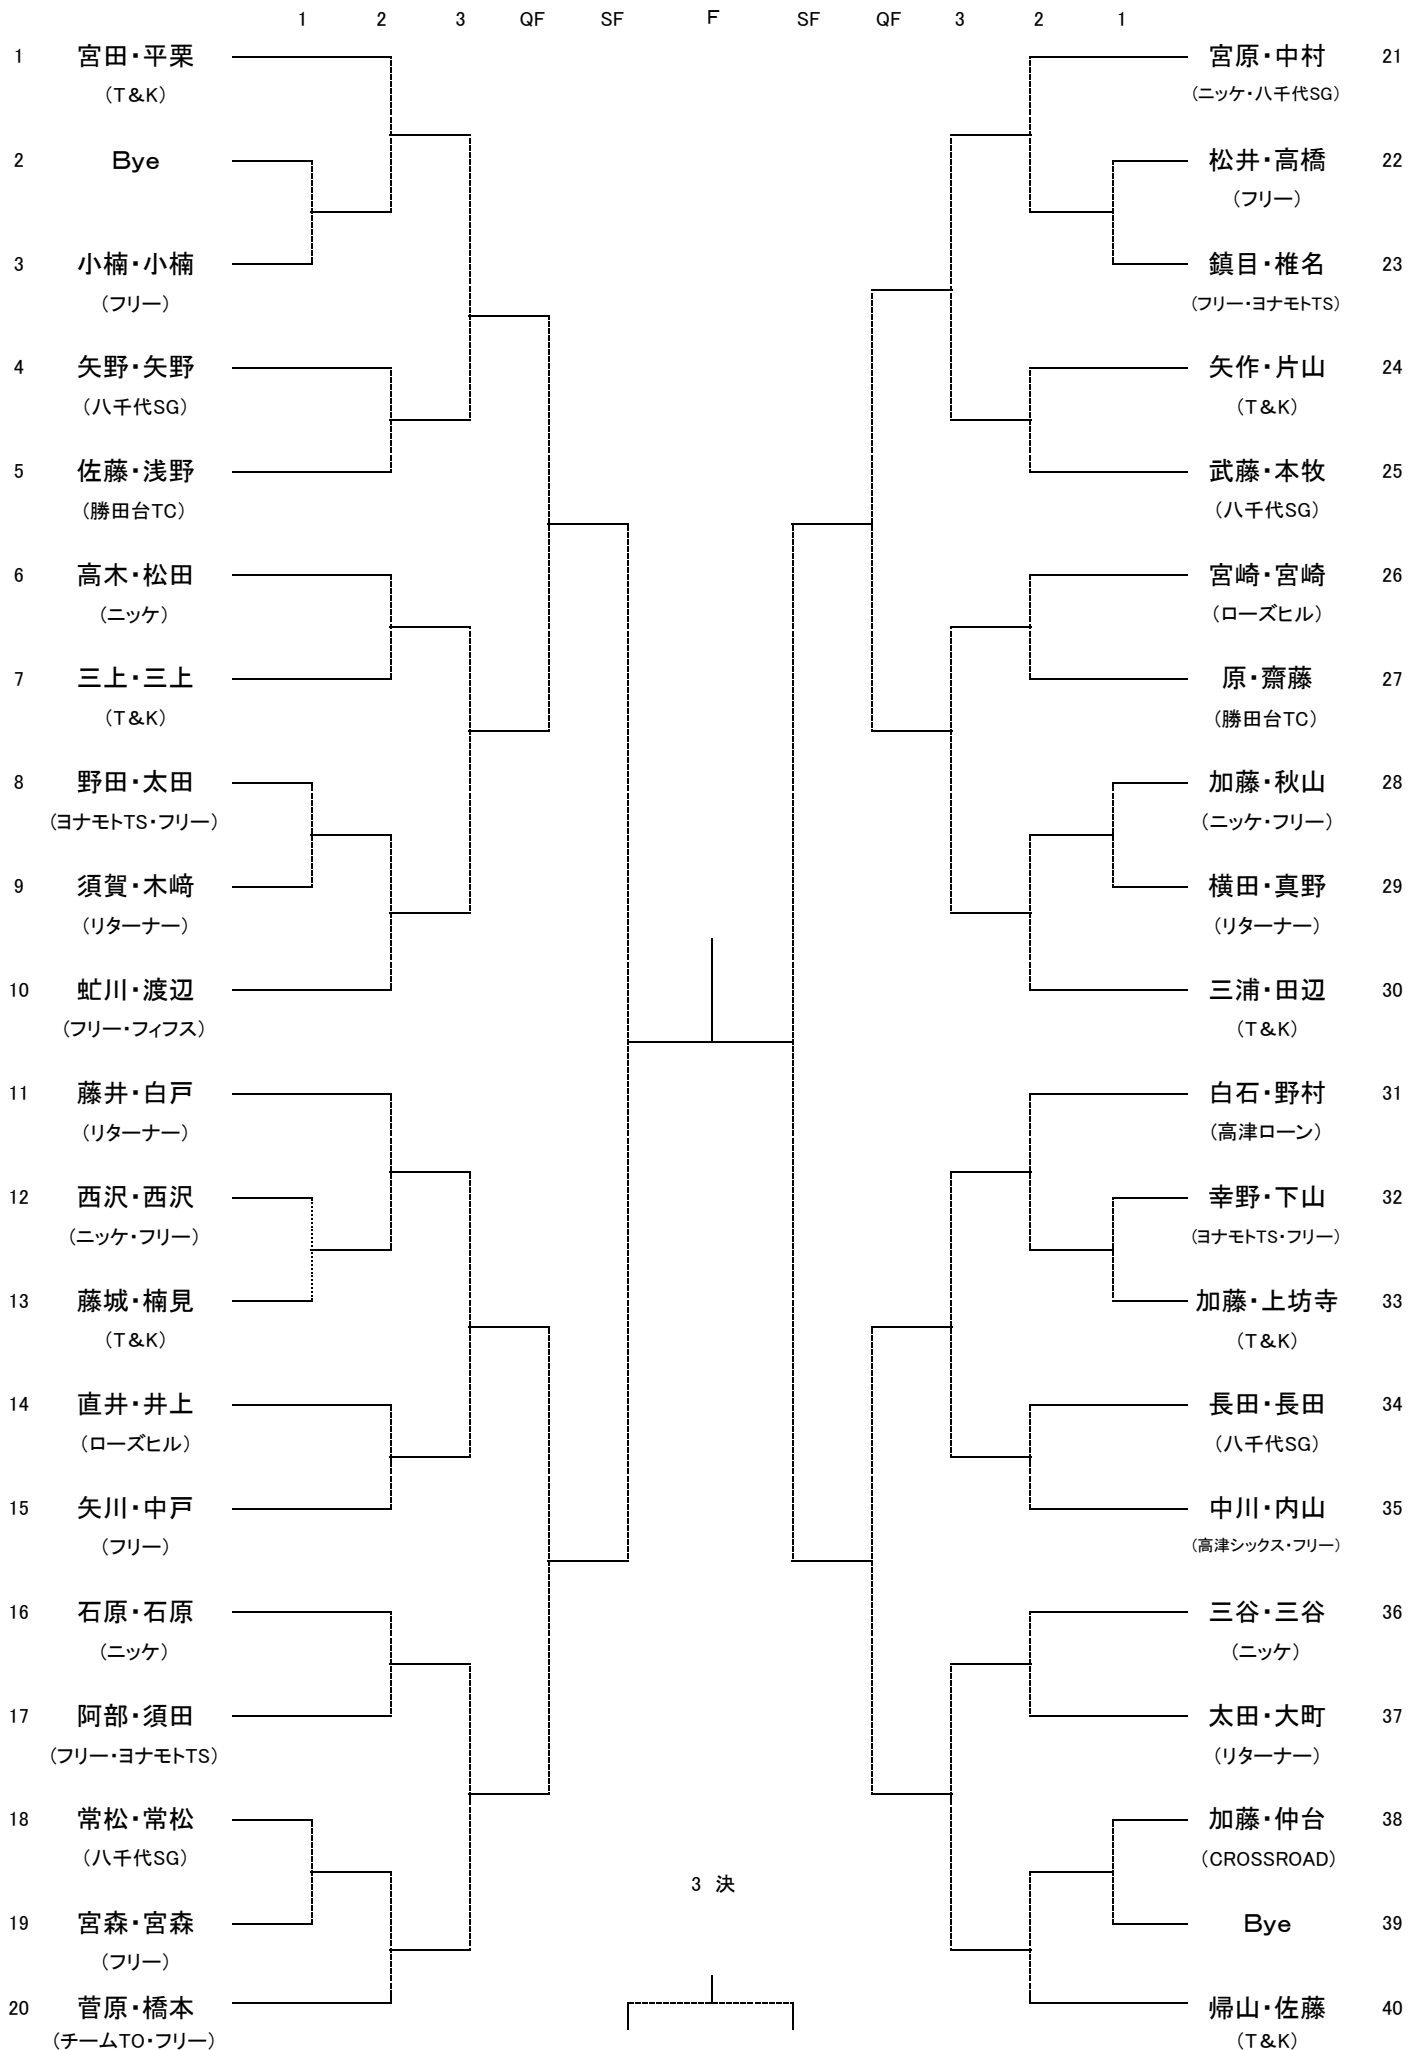 1 2 3 QF SF F SF QF 3 2 1
1 宮田・平栗
（T＆K）
2 Bye
3 小楠・小楠
（フリー）
4 矢野・矢野
（八千代SG）
5 佐藤・浅野
（勝田台TC）
6 高木・松田
（ニッケ）
7 三上・三上
（T＆K）
8 野田・太田
（ヨナモトTS・フリー）
9 須賀・木﨑
（リターナー）
10 虻川・渡辺
（フリー・フィフス）
11 藤井・白戸
（リターナー）
12 西沢・西沢
（ニッケ・フリー）
13 藤城・楠見
（T＆K）
14 直井・井上
（ローズヒル）
15 矢川・中戸
（フリー）
16 石原・石原
（ニッケ）
17 阿部・須田
（フリー・ヨナモトTS）
18 常松・常松
（八千代SG）
19 宮森・宮森
（フリー）
20 菅原・橋本
（チームTO・フリー）
3 決
宮原・中村 21
（ニッケ・八千代SG）
松井・高橋 22
（フリー）
鎮目・椎名 23
（フリー・ヨナモトTS）
矢作・片山 24
（T＆K）
武藤・本牧 25
（八千代SG）
宮崎・宮崎 26
（ローズヒル）
原・齋藤 27
（勝田台TC）
加藤・秋山 28
（ニッケ・フリー）
横田・真野 29
（リターナー）
三浦・田辺 30
（T＆K）
白石・野村 31
（高津ローン）
幸野・下山 32
（ヨナモトTS・フリー）
加藤・上坊寺 33
（T＆K）
長田・長田 34
（八千代SG）
中川・内山 35
（高津シックス・フリー）
三谷・三谷 36
（ニッケ）
太田・大町 37
（リターナー）
加藤・仲台 38
（CROSSROAD）
Bye 39
帰山・佐藤 40
（T＆K）